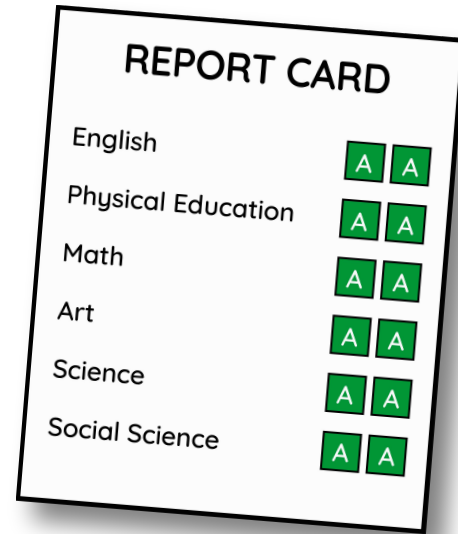 REPORT CARD
English A A
Physical Education A A
Math A A
Art A A
Science A A
Social Science A A